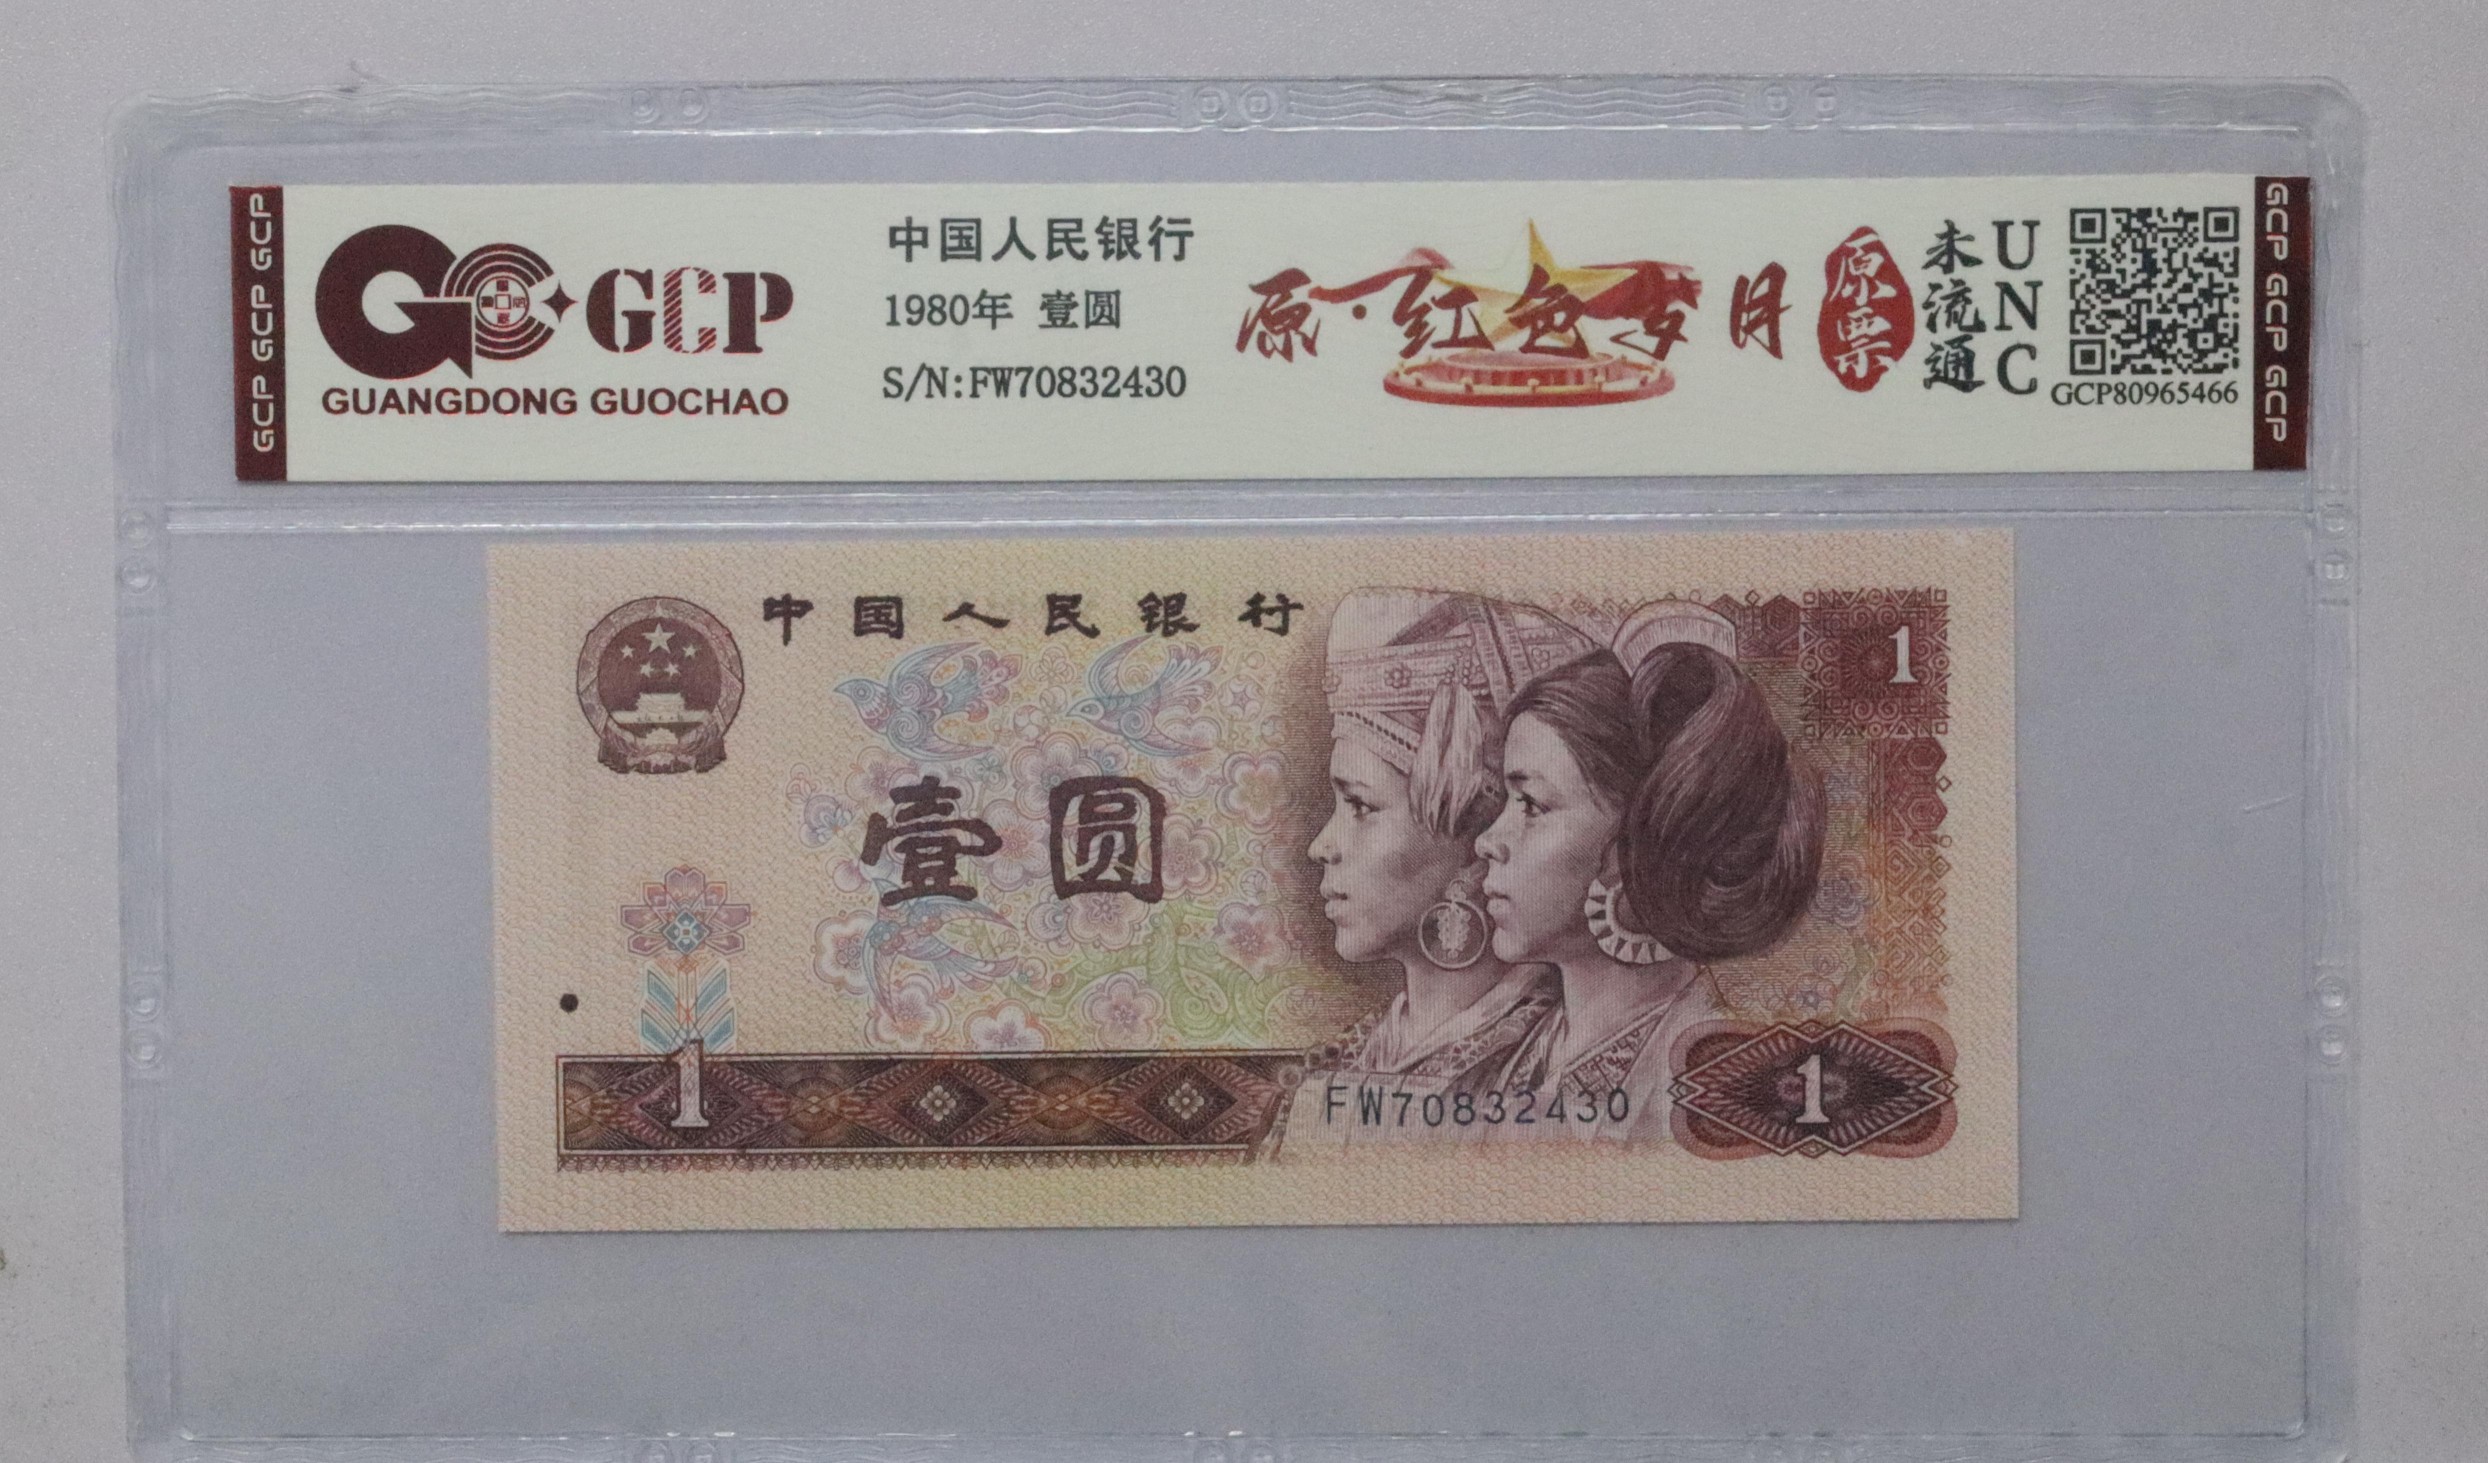 GCP GCP GCP
GCP
GUANGDONG GUOCHAO
中国人民银行
1980年 壹圆
S/N:FW70832430
原·红色岁月
原票
未流通
UNC
GCP80965466
GCP GCP GCP
中国人民银行
1
壹圆
1
FW70832430
1